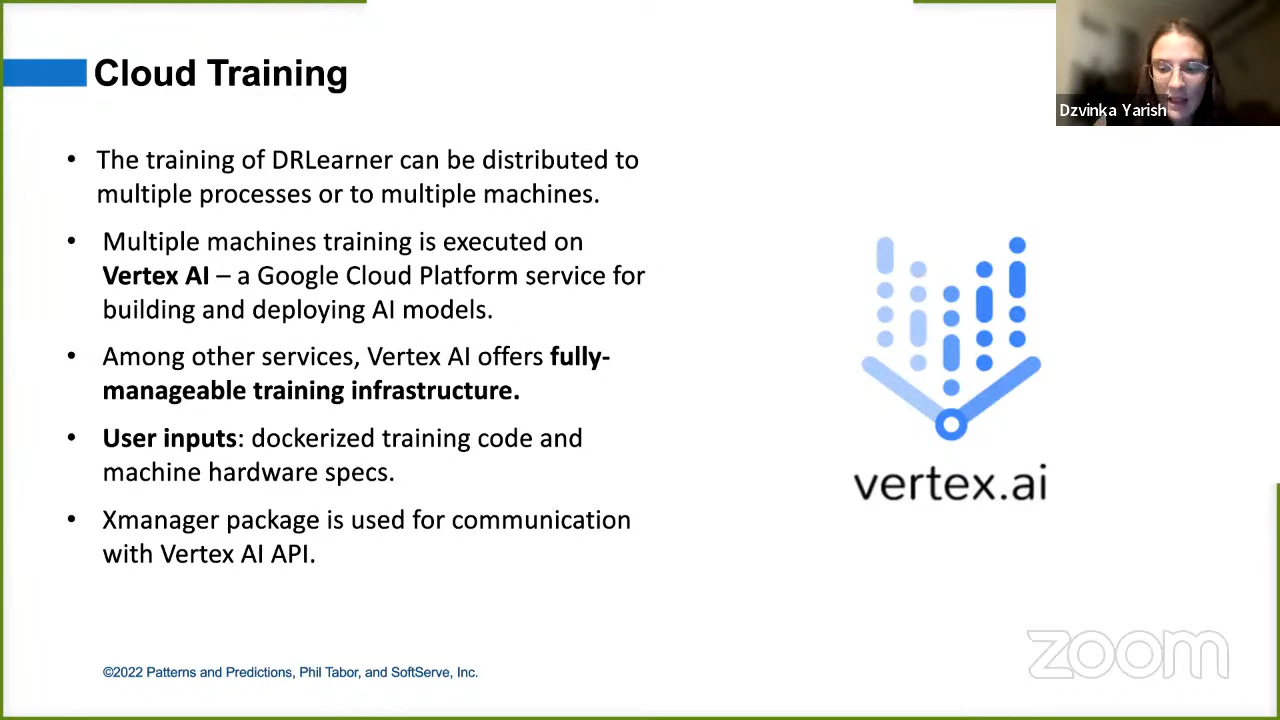 Cloud Training
Dzvinka Yarish
• The training of DRLearner can be distributed to
multiple processes or to multiple machines.
• Multiple machines training is executed on
Vertex AI – a Google Cloud Platform service for
building and deploying AI models.
• Among other services, Vertex AI offers fully-
manageable training infrastructure.
• User inputs: dockerized training code and
machine hardware specs.
• Xmanager package is used for communication
with Vertex AI API.
vertex.ai
©2022 Patterns and Predictions, Phil Tabor, and SoftServe, Inc.
zoom